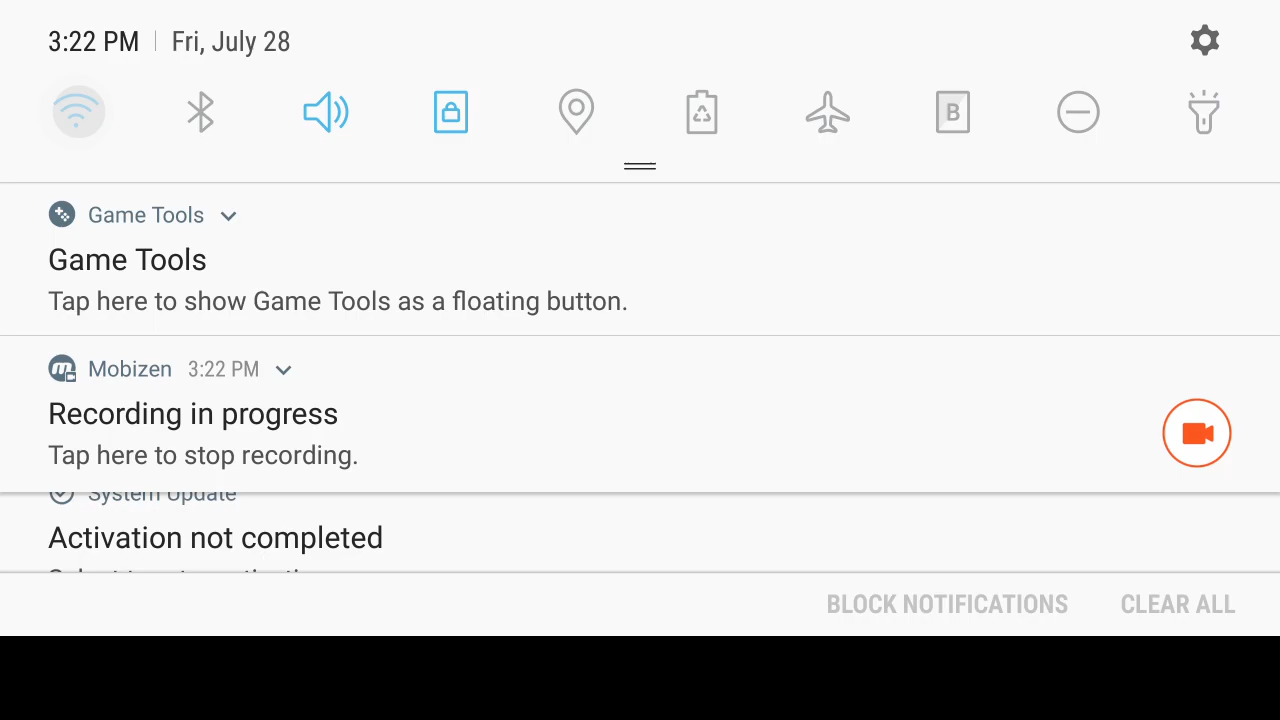 3:22 PM Fri, July 28
B
Game Tools
Game Tools
Tap here to show Game Tools as a floating button.
Mobizen 3:22 PM
Recording in progress
Tap here to stop recording.
System Update
Activation not completed
BLOCK NOTIFICATIONS CLEAR ALL